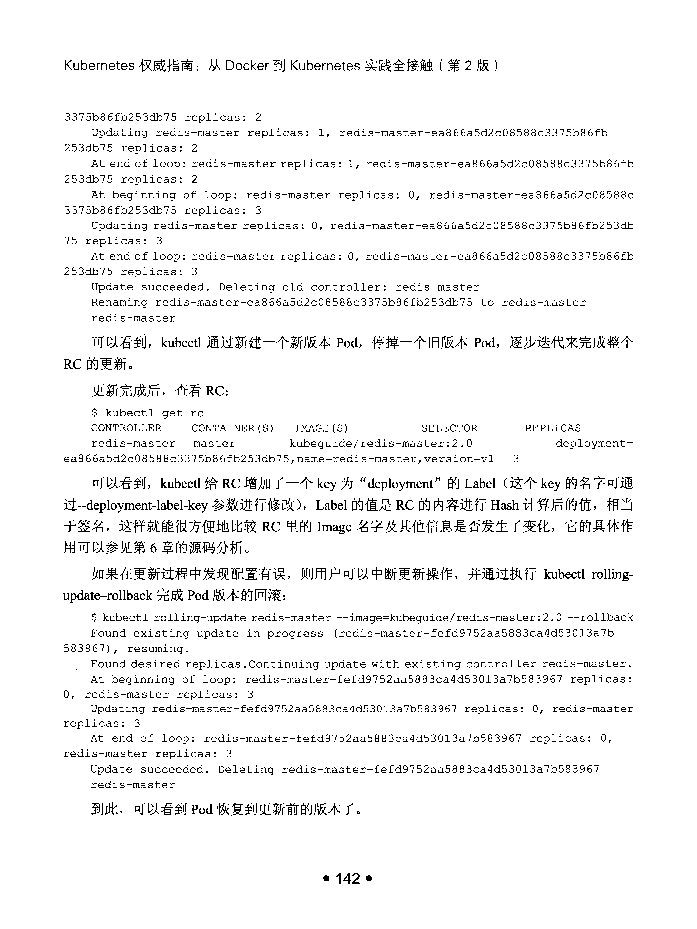 Kubernetes 权威指南：从 Docker 到 Kubernetes 实践全接触（第 2 版）
3375b86fb253db75 replicas: 2
Updating redis-master replicas: 1, redis-master-ea866a5d2c08588c3375b86fb
253db75 replicas: 2
At end of loop: redis-master replicas: 1, redis-master-ea866a5d2c08588c3375b86fb
253db75 replicas: 2
At beginning of loop: redis-master replicas: 0, redis-master-ea866a5d2c08588c
3375b86fb253db75 replicas: 3
Updating redis-master replicas: 0, redis-master-ea866a5d2c08588c3375b86fb253db
75 replicas: 3
At end of loop: redis-master replicas: 0, redis-master-ea866a5d2c08588c3375b86fb
253db75 replicas: 3
Update succeeded. Deleting old controller: redis-master
Renaming redis-master-ea866a5d2c08588c3375b86fb253db75 to redis-master
redis-master
可以看到，kubectl 通过新建一个新版本 Pod，停掉一个旧版本 Pod，逐步迭代来完成整个
RC 的更新。
更新完成后，查看 RC：
$ kubectl get rc
CONTROLLER CONTAINER(S) IMAGE(S) SELECTOR REPLICAS
redis-master master kubeguide/redis-master:2.0 deployment=
ea866a5d2c08588c3375b86fb253db75,name=redis-master,version=v1 3
可以看到，kubectl 给 RC 增加了一个 key 为“deployment”的 Label（这个 key 的名字可通
过--deployment-label-key 参数进行修改），Label 的值是 RC 的内容进行 Hash 计算后的值，相当
于签名，这样就能很方便地比较 RC 里的 Image 名字及其他信息是否发生了变化，它的具体作
用可以参见第 6 章的源码分析。
如果在更新过程中发现配置有误，则用户可以中断更新操作，并通过执行 kubectl rolling-
update–rollback 完成 Pod 版本的回滚：
$ kubectl rolling-update redis-master --image=kubeguide/redis-master:2.0 --rollback
Found existing update in progress (redis-master-fefd9752aa5883ca4d53013a7b
583967), resuming.
Found desired replicas.Continuing update with existing controller redis-master.
At beginning of loop: redis-master-fefd9752aa5883ca4d53013a7b583967 replicas:
0, redis-master replicas: 3
Updating redis-master-fefd9752aa5883ca4d53013a7b583967 replicas: 0, redis-master
replicas: 3
At end of loop: redis-master-fefd9752aa5883ca4d53013a7b583967 replicas: 0,
redis-master replicas: 3
Update succeeded. Deleting redis-master-fefd9752aa5883ca4d53013a7b583967
redis-master
到此，可以看到 Pod 恢复到更新前的版本了。
• 142 •